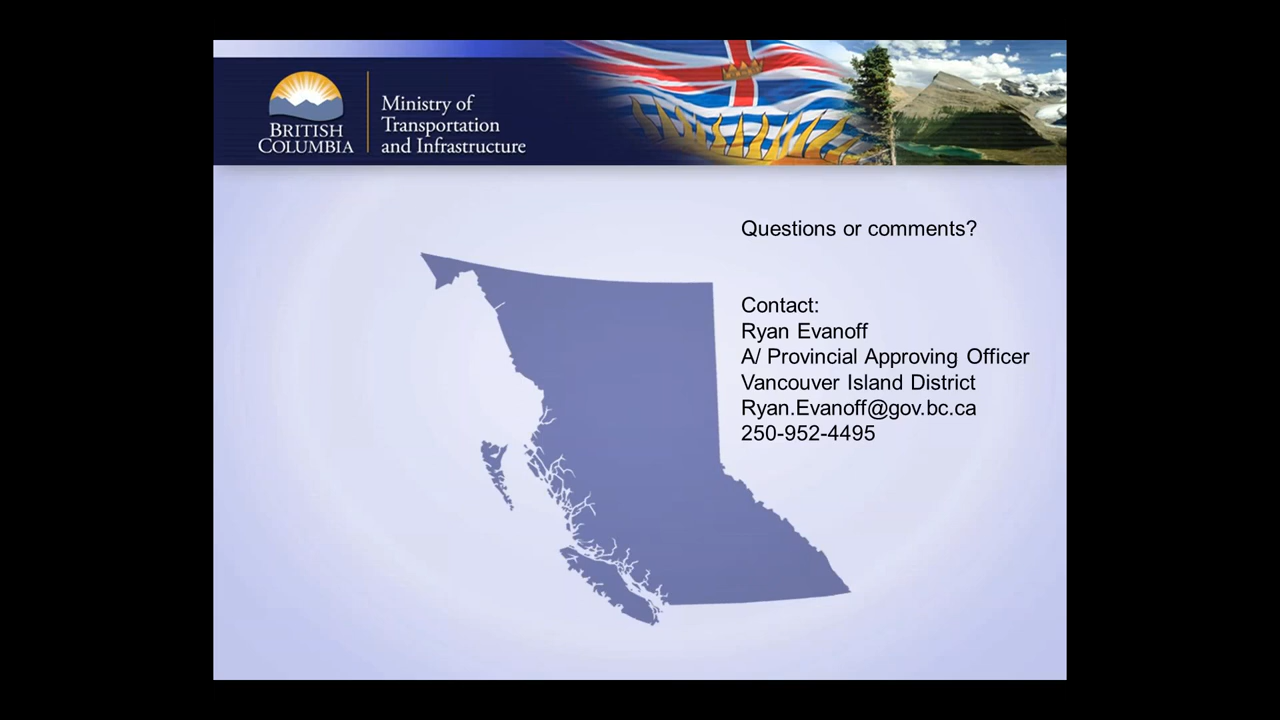 BRITISH
COLUMBIA
Ministry of
Transportation
and Infrastructure
Questions or comments?
Contact:
Ryan Evanoff
A/ Provincial Approving Officer
Vancouver Island District
Ryan.Evanoff@gov.bc.ca
250-952-4495